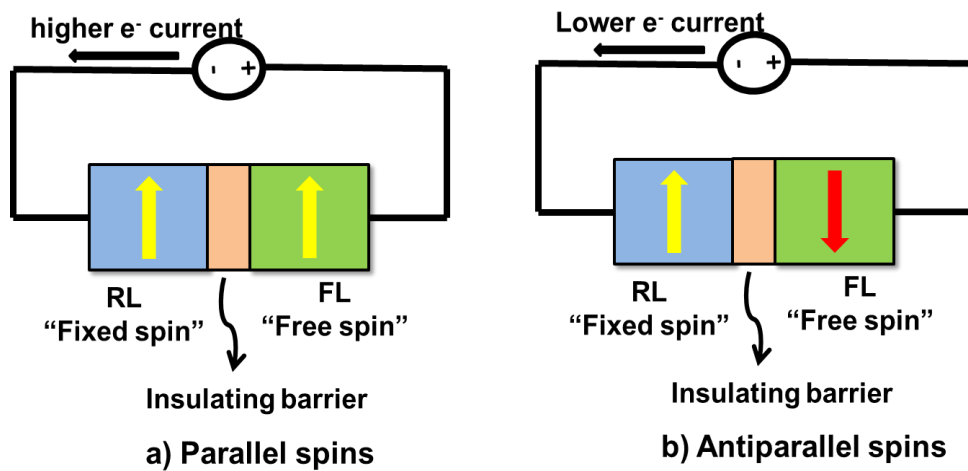 higher e⁻ current
- +
RL
“Fixed spin”
FL
“Free spin”
Insulating barrier
a) Parallel spins
Lower e⁻ current
- +
RL
“Fixed spin”
FL
“Free spin”
Insulating barrier
b) Antiparallel spins